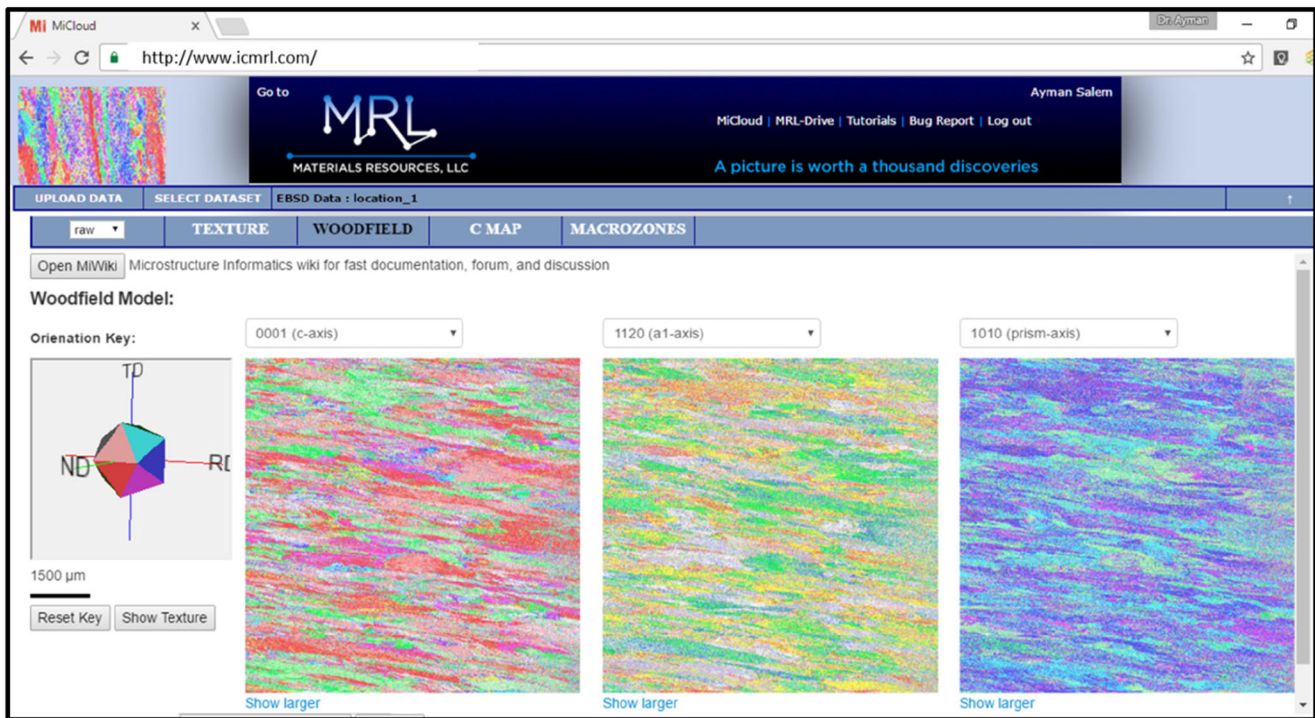 Mi MiCloud x
Dr. Ayman
http://www.icmrl.com/
Go to
Ayman Salem
MRL
MATERIALS RESOURCES, LLC
MiCloud | MRL-Drive | Tutorials | Bug Report | Log out
A picture is worth a thousand discoveries
UPLOAD DATA SELECT DATASET EBSD Data : location_1 ↑
raw TEXTURE WOODFIELD C MAP MACROZONES
Open MiWiki Microstructure Informatics wiki for fast documentation, forum, and discussion
Woodfield Model:
Orienation Key: 0001 (c-axis) 1120 (a1-axis) 1010 (prism-axis)
TD
ND RD
1500 µm
Reset Key Show Texture
Show larger Show larger Show larger